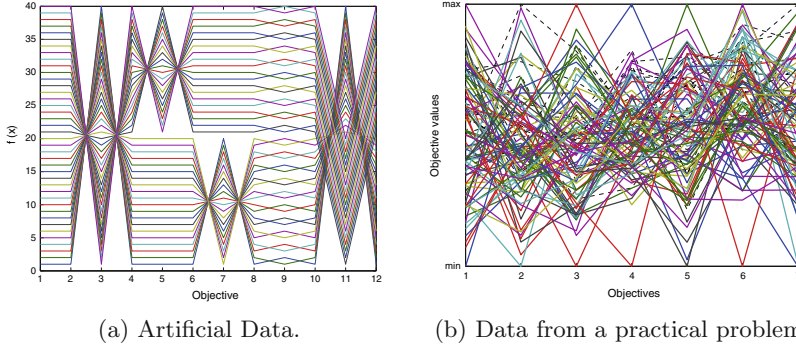 40
35
30
25
20
15
10
5
0
f (x)
1 2 3 4 5 6 7 8 9 10 11 12
Objective
(a) Artificial Data.
max
Objective values
min
1 2 3 4 5 6
Objectives
(b) Data from a practical problem